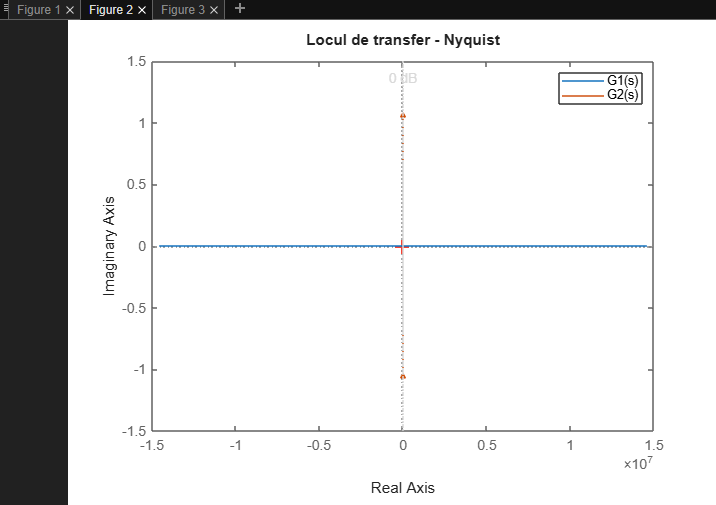 Figure 1 × Figure 2 × Figure 3 × +
Locul de transfer - Nyquist
0 dB
G1(s)
G2(s)
1.5
1
0.5
0
-0.5
-1
-1.5
Imaginary Axis
-1.5 -1 -0.5 0 0.5 1 1.5
×10⁷
Real Axis